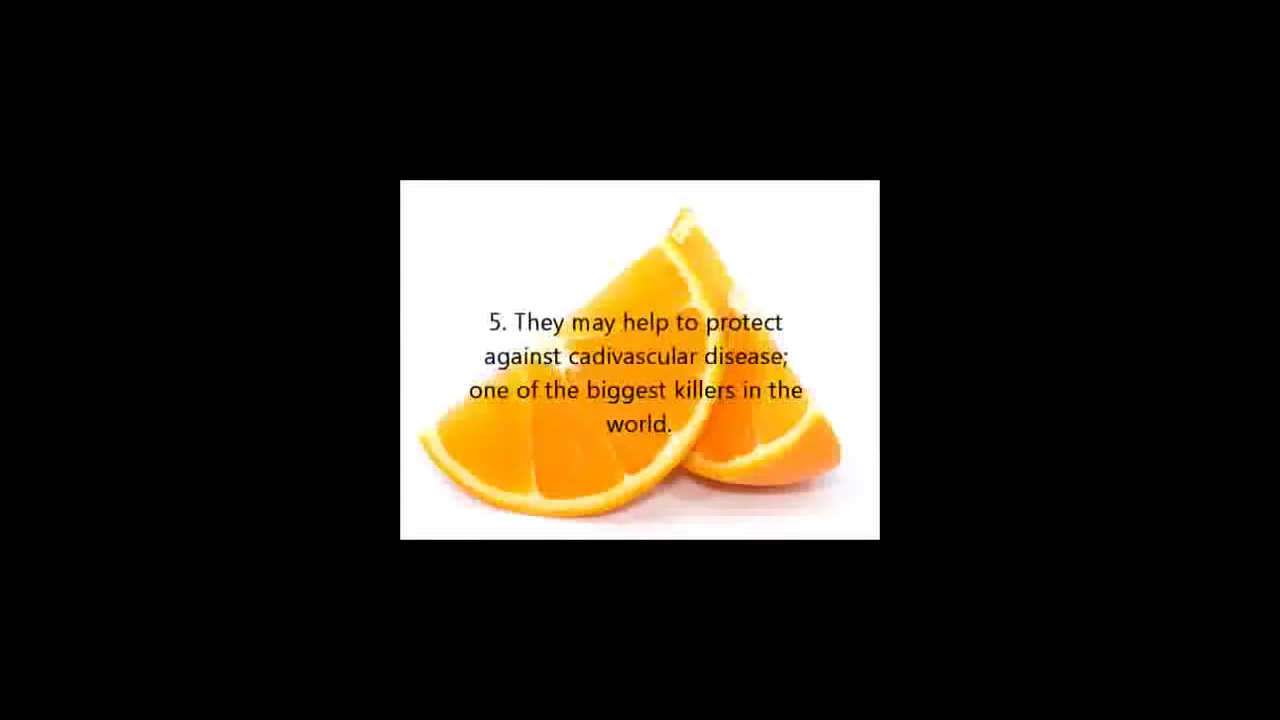 5. They may help to protect
against cadivascular disease;
one of the biggest killers in the
world.